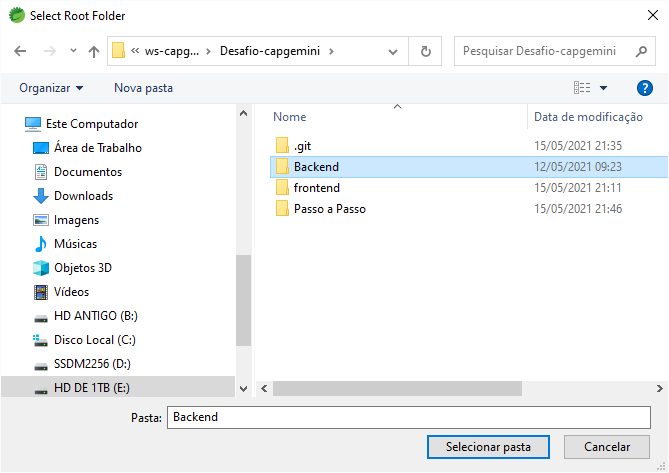 Select Root Folder
« ws-capg... > Desafio-capgemini >
Pesquisar Desafio-capgemini
Organizar
Nova pasta
?
Este Computador
Área de Trabalho
Documentos
Downloads
Imagens
Músicas
Objetos 3D
Vídeos
HD ANTIGO (B:)
Disco Local (C:)
SSDM2256 (D:)
HD DE 1TB (E:)
Nome Data de modificação
.git 15/05/2021 21:35
Backend 12/05/2021 09:23
frontend 15/05/2021 21:11
Passo a Passo 15/05/2021 21:46
Pasta: Backend
Selecionar pasta Cancelar